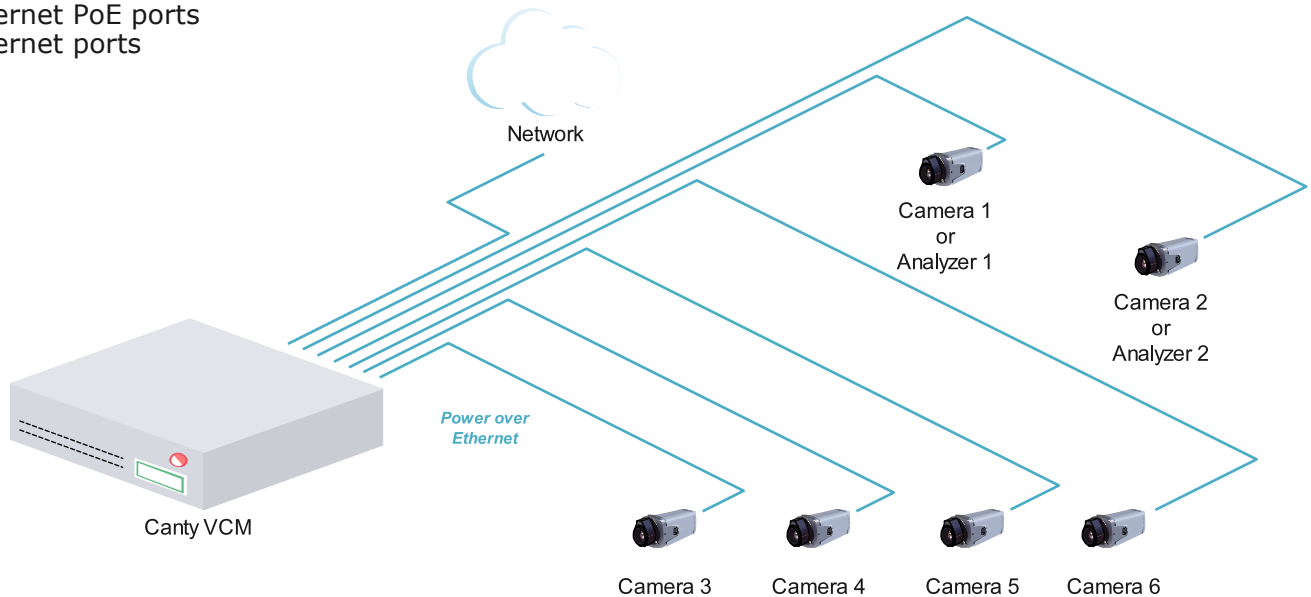 ernet PoE ports
ernet ports
Network
Camera 1
or
Analyzer 1
Camera 2
or
Analyzer 2
Power over
Ethernet
Canty VCM
Camera 3
Camera 4
Camera 5
Camera 6